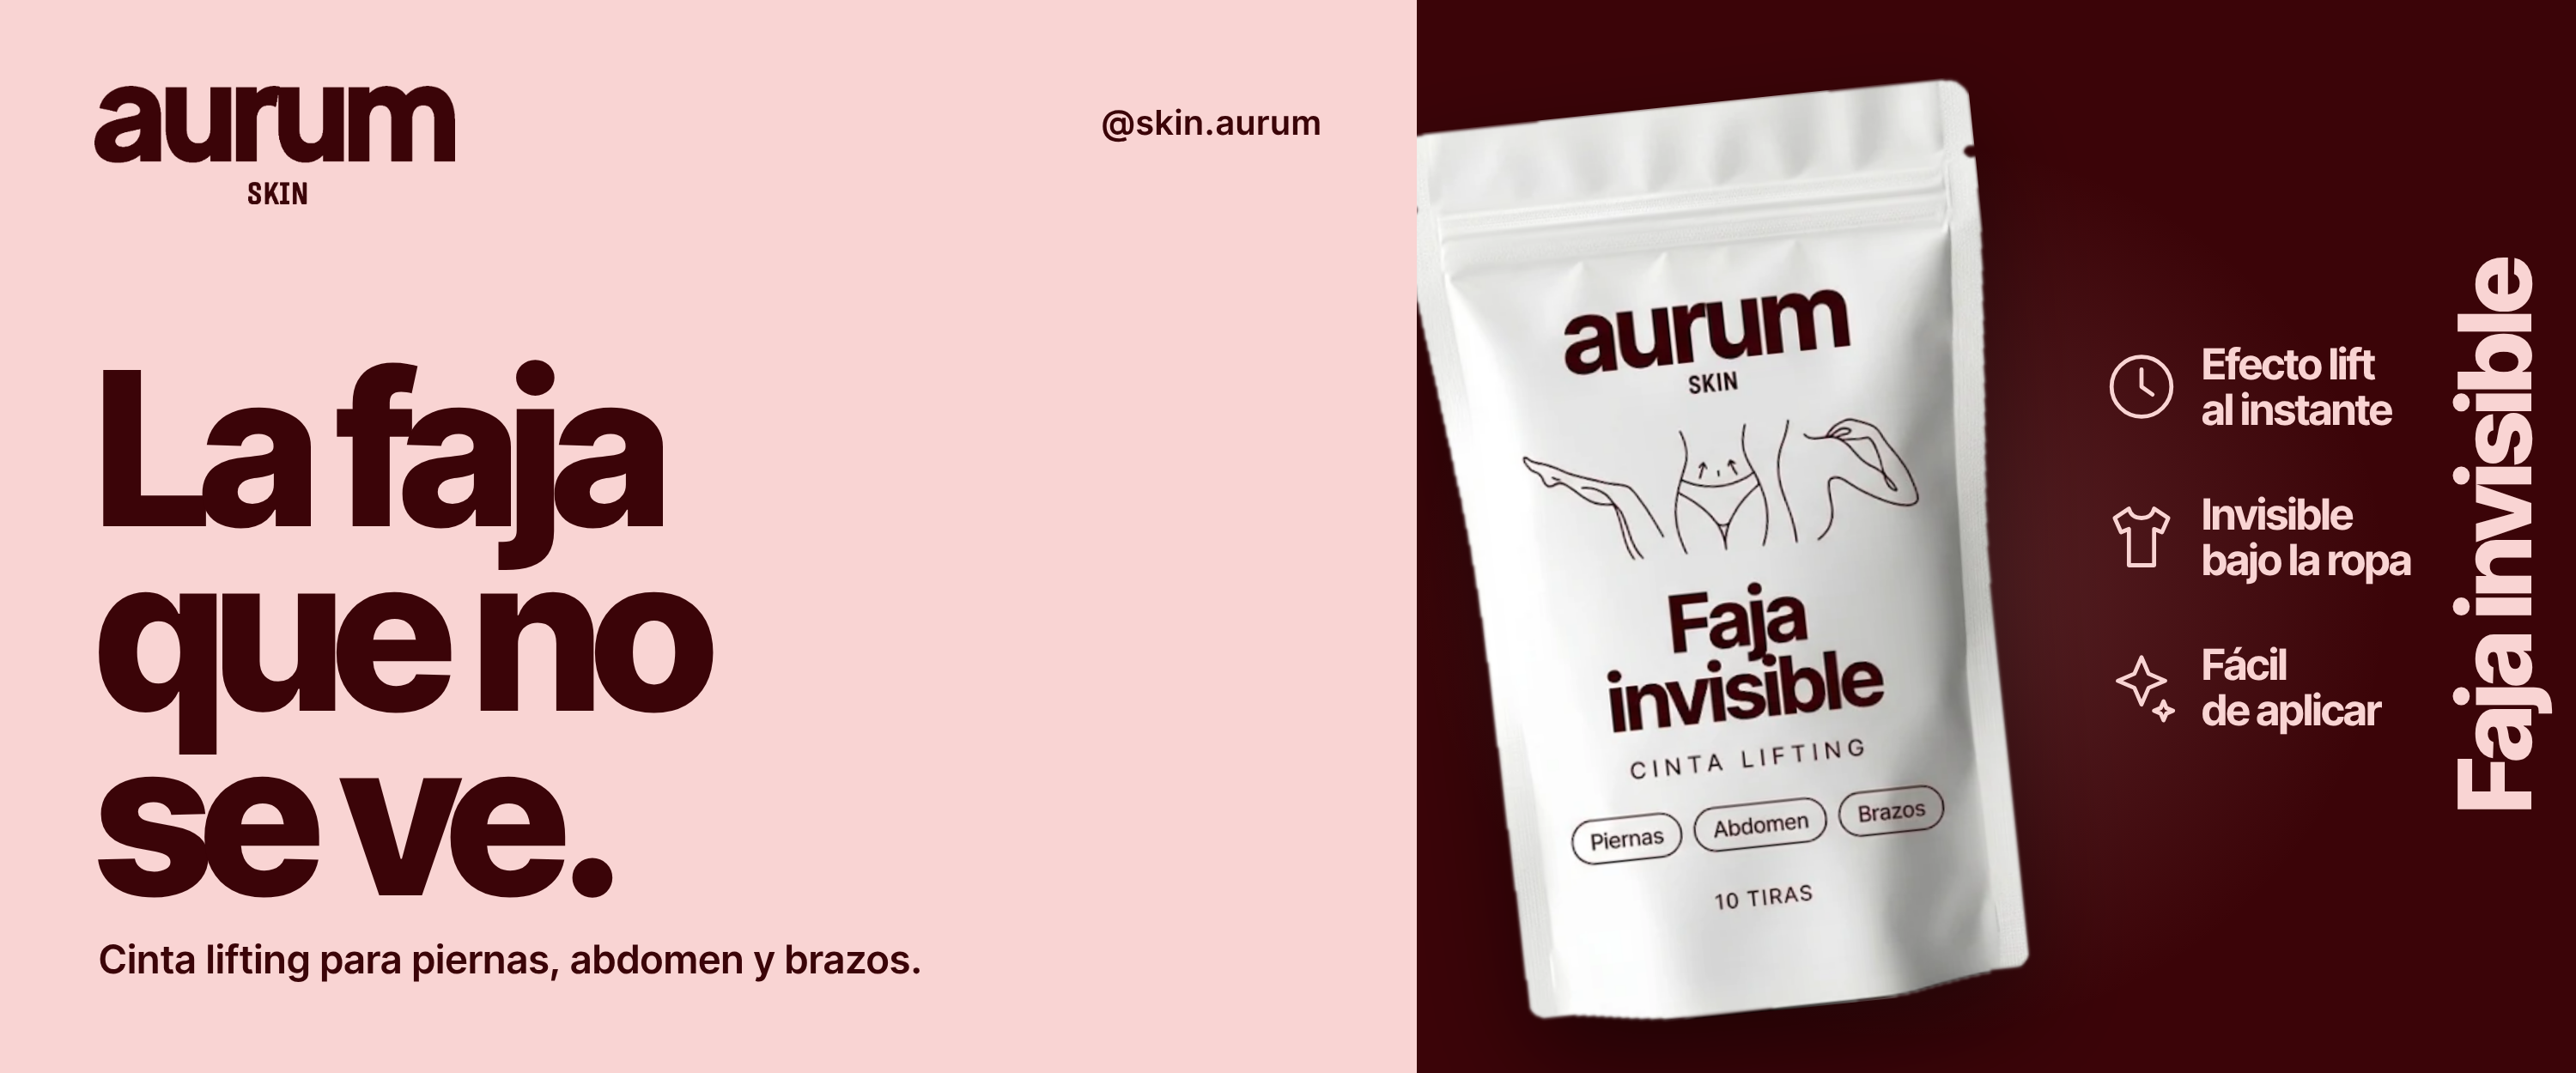 aurum
SKIN
@skin.aurum
La faja
que no
se ve.
Cinta lifting para piernas, abdomen y brazos.
aurum
SKIN
Faja
invisible
CINTA LIFTING
Piernas
Abdomen
Brazos
10 TIRAS
Efecto lift
al instante
Invisible
bajo la ropa
Fácil
de aplicar
Faja invisible